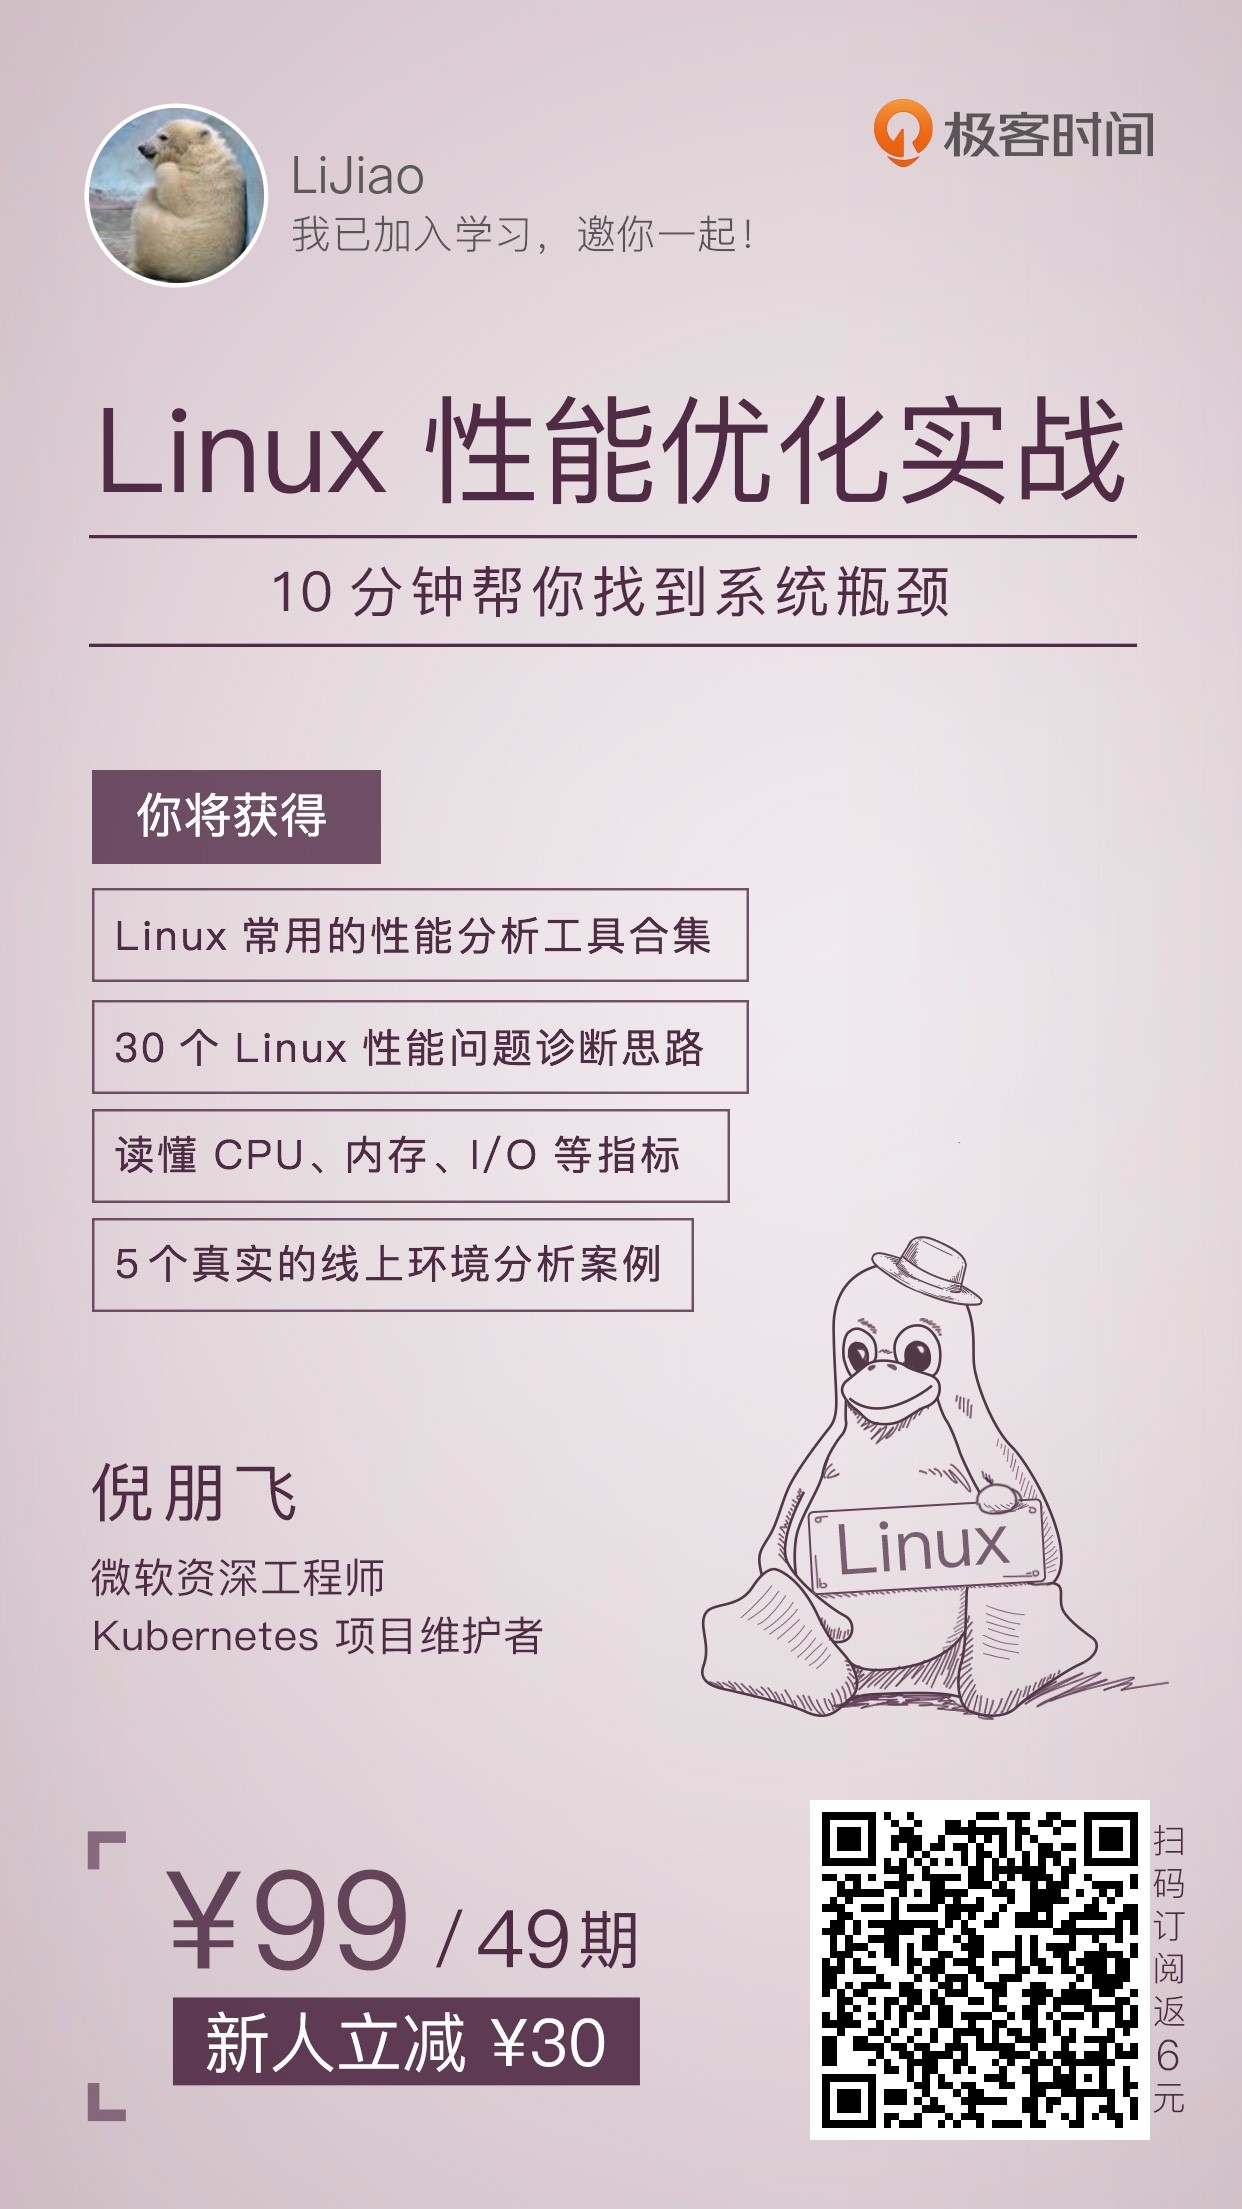 极客时间
LiJiao
我已加入学习，邀你一起！
Linux 性能优化实战
10 分钟帮你找到系统瓶颈
你将获得
Linux 常用的性能分析工具合集
30 个 Linux 性能问题诊断思路
读懂 CPU、内存、I/O 等指标
5个真实的线上环境分析案例
倪朋飞
微软资深工程师
Kubernetes 项目维护者
Linux
¥99 / 49期
新人立减 ¥30
扫码订阅返6元